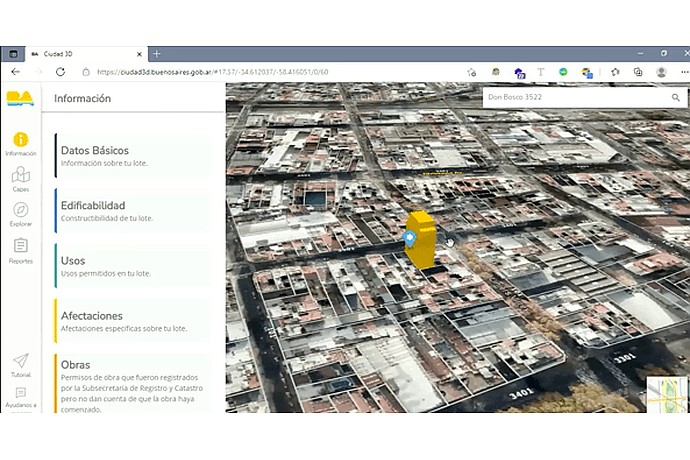 Ciudad 3D
https://ciudad3d.buenosaires.gob.ar/#17.57/-34.612037/-58.416051/0/60
BA
Información
Don Bosco 3522
Información
Capas
Explorar
Reportes
Tutorial
Ayudanos a
Datos Básicos
Información sobre tu lote.
Edificabilidad
Constructibilidad de tu lote.
Usos
Usos permitidos en tu lote.
Afectaciones
Afectaciones especificas sobre tu lote.
Obras
Permisos de obra que fueron registrados
por la Subsecretaría de Registro y Catastro
pero no dan cuenta de que la obra haya
comenzado.
3301
3401